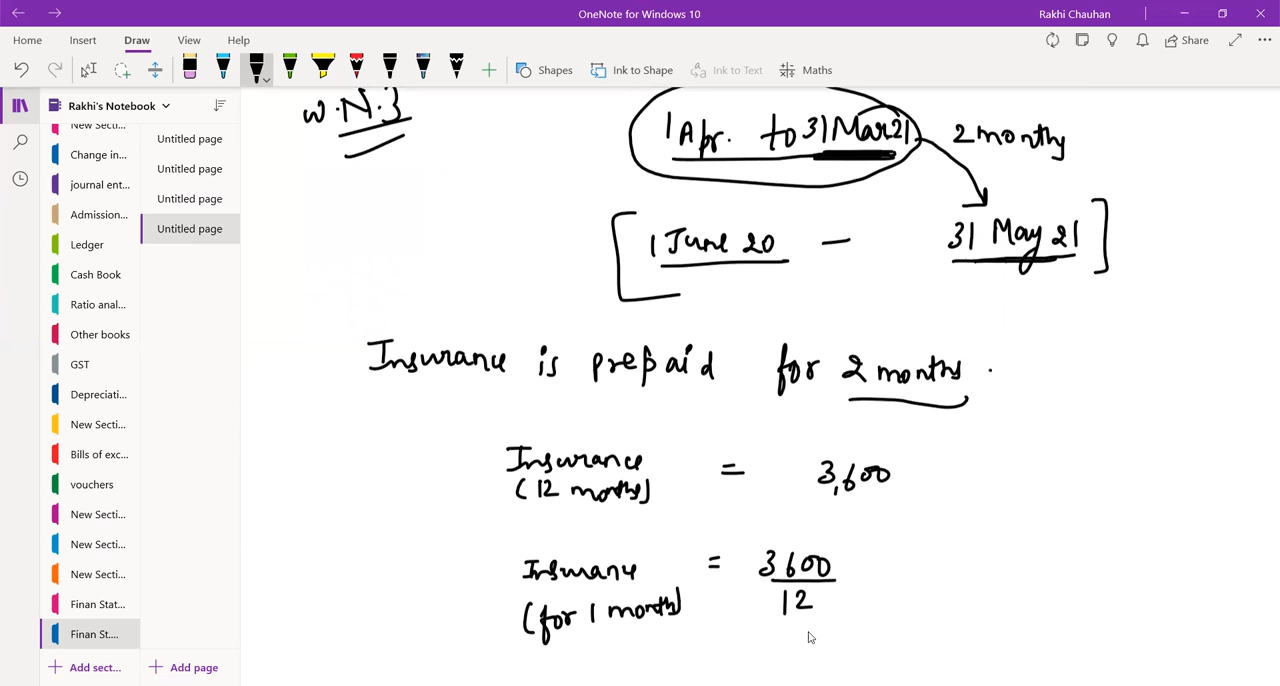 OneNote for Windows 10
Rakhi Chauhan
Home Insert Draw View Help
Share
Shapes
Ink to Shape
Ink to Text
Maths
Rakhi's Notebook
New Secti...
Change in...
journal ent...
Admission...
Ledger
Cash Book
Ratio anal...
Other books
GST
Depreciati...
New Secti...
Bills of exc...
vouchers
New Secti...
New Secti...
New Secti...
Finan Stat...
Finan St....
Add sect...
Untitled page
Untitled page
Untitled page
Untitled page
Add page
W.N.3
1 Apr. to 31 Mar 21 2 months
[1 June 20 – 31 May 21]
Insurance is prepaid for 2 months.
Insurance = 3,600
(12 months)
Insurance = 3600
(for 1 month) 12